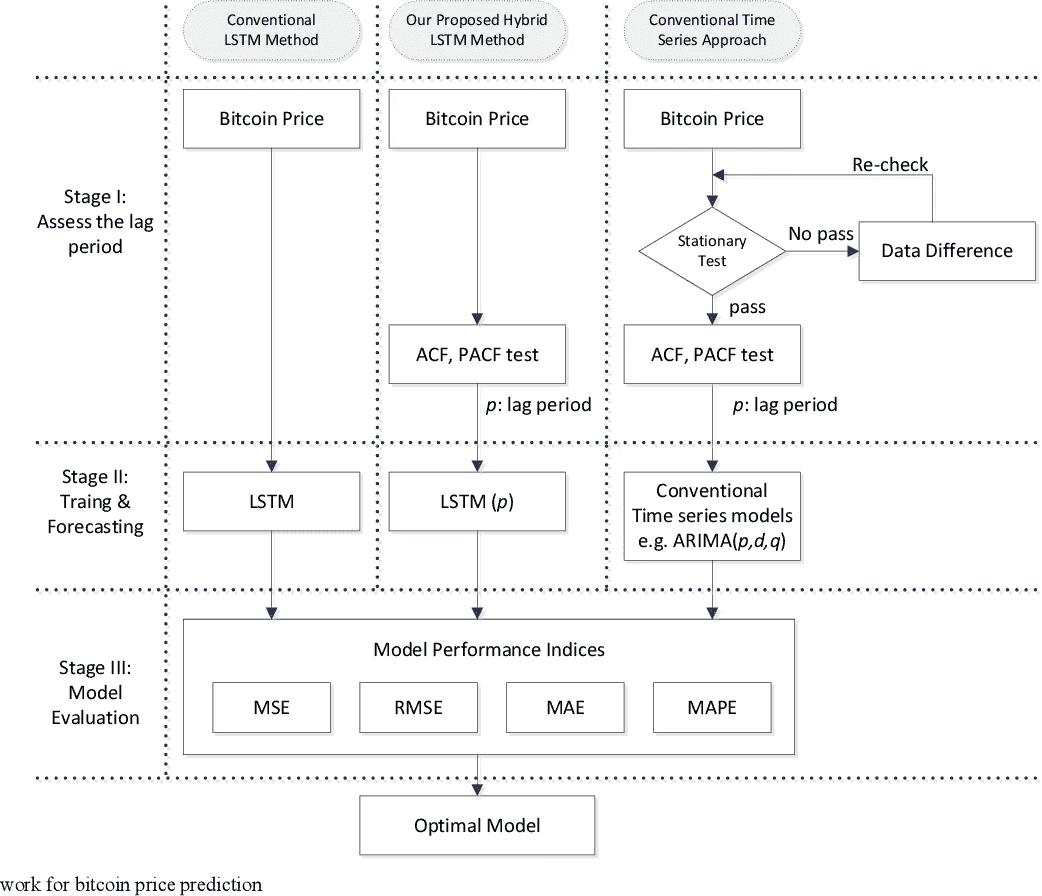 Conventional
LSTM Method
Our Proposed Hybrid
LSTM Method
Conventional Time
Series Approach
Stage I:
Assess the lag
period
Bitcoin Price
Bitcoin Price
Bitcoin Price
Re-check
Stationary
Test
No pass
Data Difference
pass
ACF, PACF test
ACF, PACF test
p: lag period
p: lag period
Stage II:
Traing &
Forecasting
LSTM
LSTM (p)
Conventional
Time series models
e.g. ARIMA(p,d,q)
Stage III:
Model
Evaluation
Model Performance Indices
MSE
RMSE
MAE
MAPE
Optimal Model
work for bitcoin price prediction